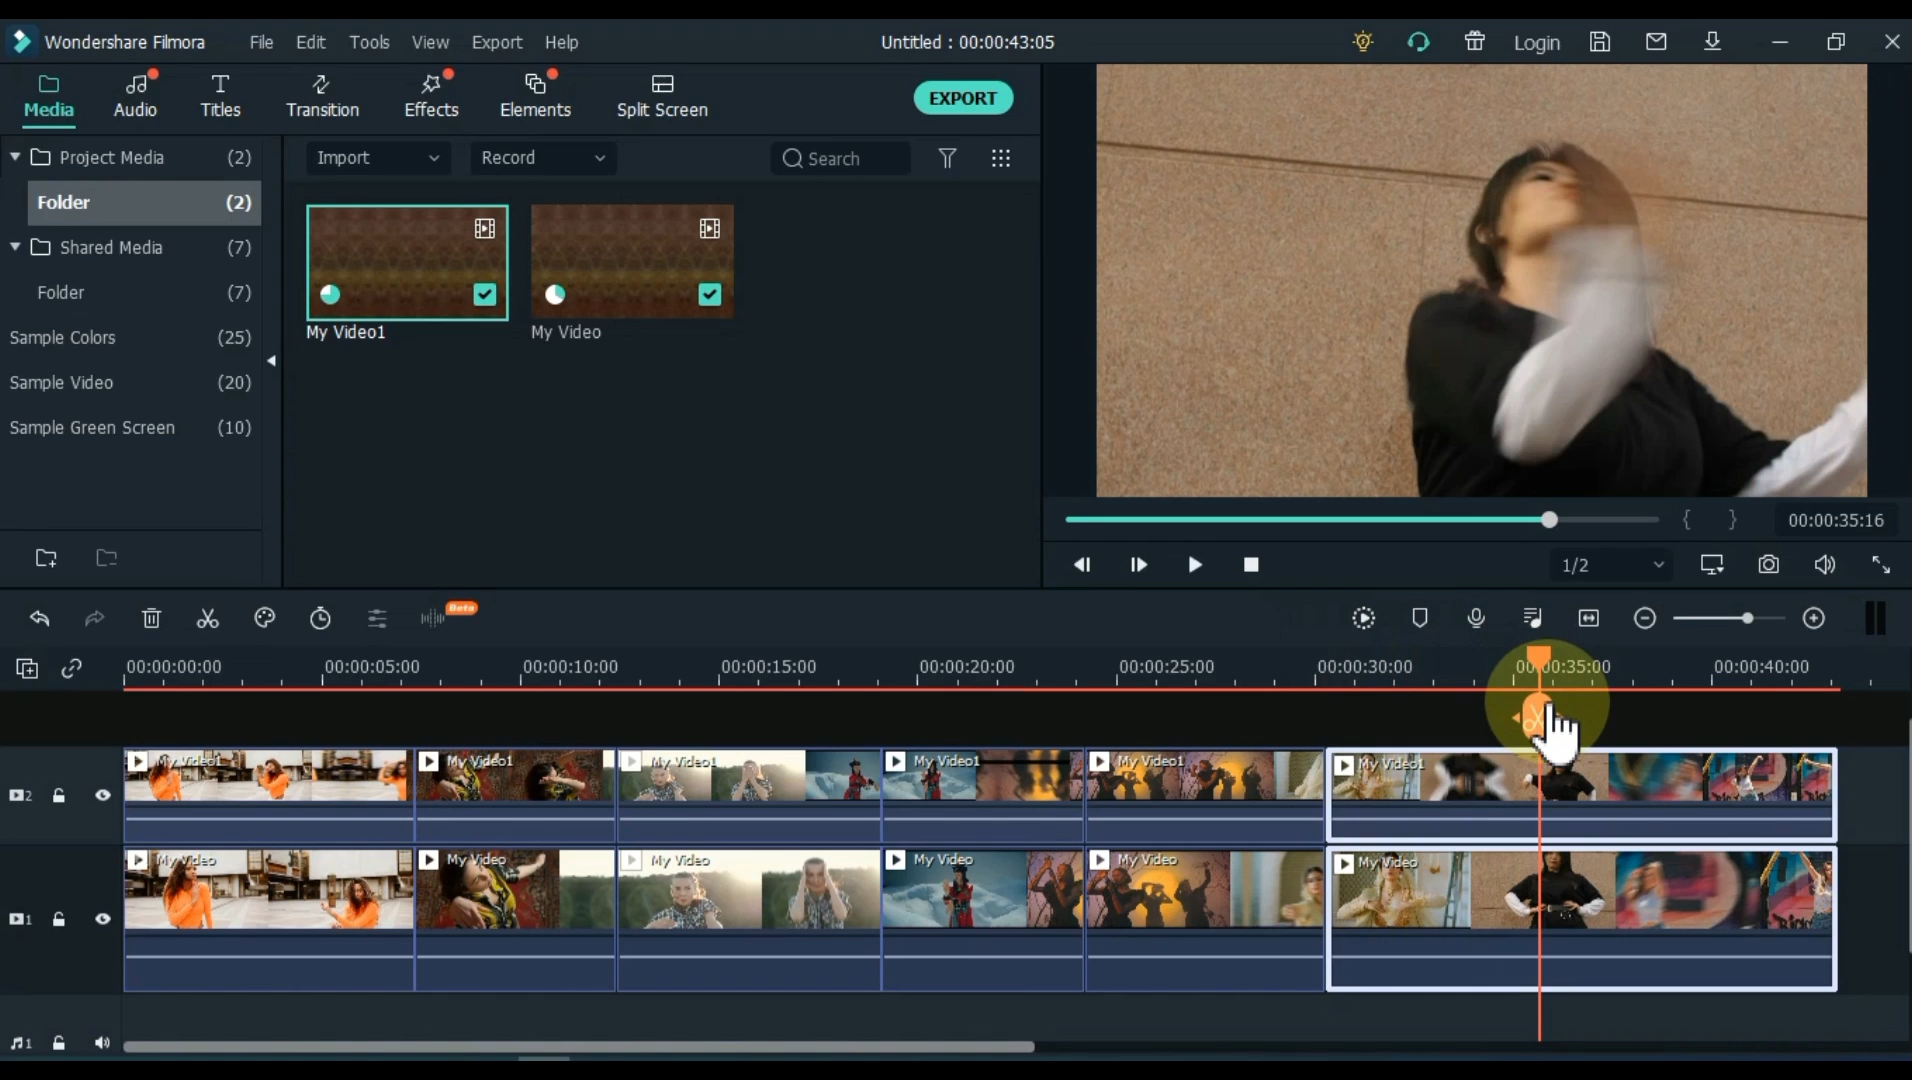 Wondershare Filmora File Edit Tools View Export Help Untitled : 00:00:43:05 Login
Media Audio Titles Transition Effects Elements Split Screen EXPORT
Project Media (2)
Folder (2)
Shared Media (7)
Folder (7)
Sample Colors (25)
Sample Video (20)
Sample Green Screen (10)
Import Record Search
My Video1 My Video
00:00:35:16
1/2
Beta
00:00:00:00 00:00:05:00 00:00:10:00 00:00:15:00 00:00:20:00 00:00:25:00 00:00:30:00 00:00:35:00 00:00:40:00
2 My Video1 My Video1 My Video1 My Video1 My Video1 My Video1
1 My Video My Video My Video My Video My Video My Video
1